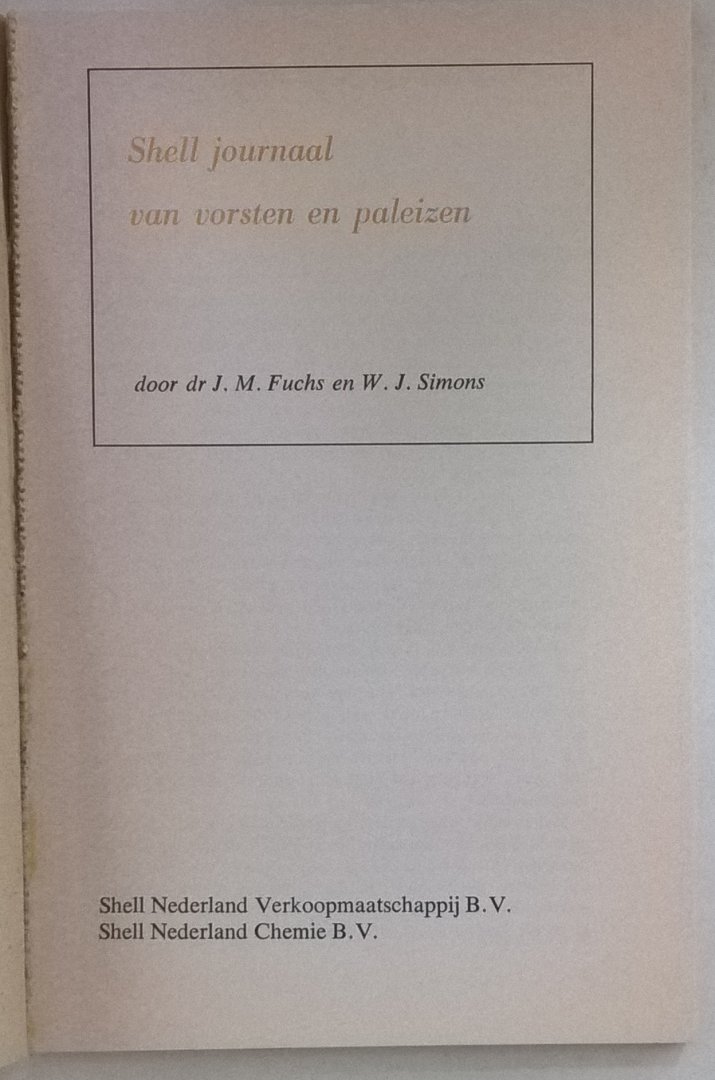 Shell journaal
van vorsten en paleizen
door dr J. M. Fuchs en W. J. Simons
Shell Nederland Verkoopmaatschappij B.V.
Shell Nederland Chemie B.V.